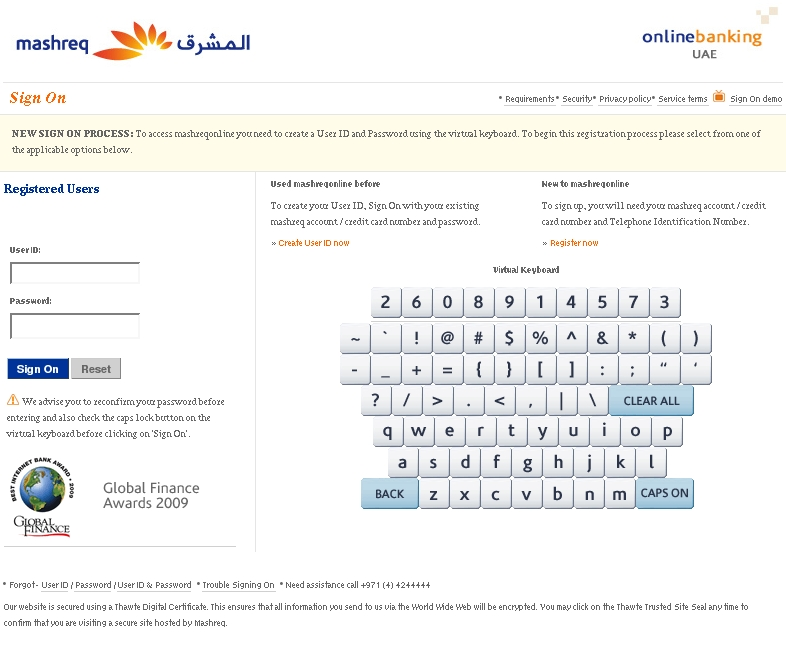 mashreq المشرق
onlinebanking
UAE
Sign On
* Requirements * Security * Privacy policy * Service terms Sign On demo
NEW SIGN ON PROCESS: To access mashreqonline you need to create a User ID and Password using the virtual keyboard. To begin this registration process please select from one of
the applicable options below.
Registered Users
User ID:
Password:
Sign On Reset
We advise you to reconfirm your password before
entering and also check the caps lock button on the
virtual keyboard before clicking on 'Sign On'.
BEST INTERNET BANK AWARD • 2009
GLOBAL
FINANCE
Global Finance
Awards 2009
Used mashreqonline before
To create your User ID, Sign On with your existing
mashreq account / credit card number and password.
» Create User ID now
New to mashreqonline
To sign up, you will need your mashreq account / credit
card number and Telephone Identification Number.
» Register now
Virtual Keyboard
2 6 0 8 9 1 4 5 7 3
~ ` ! @ # $ % ^ & * ( )
- _ + = { } [ ] : ; “ ‘
? / > . < , | \ CLEAR ALL
q w e r t y u i o p
a s d f g h j k l
BACK z x c v b n m CAPS ON
* Forgot - User ID / Password / User ID & Password * Trouble Signing On * Need assistance call +971 (4) 4244444
Our website is secured using a Thawte Digital Certificate. This ensures that all information you send to us via the World Wide Web will be encrypted. You may click on the Thawte Trusted Site Seal any time to
confirm that you are visiting a secure site hosted by Mashreq.